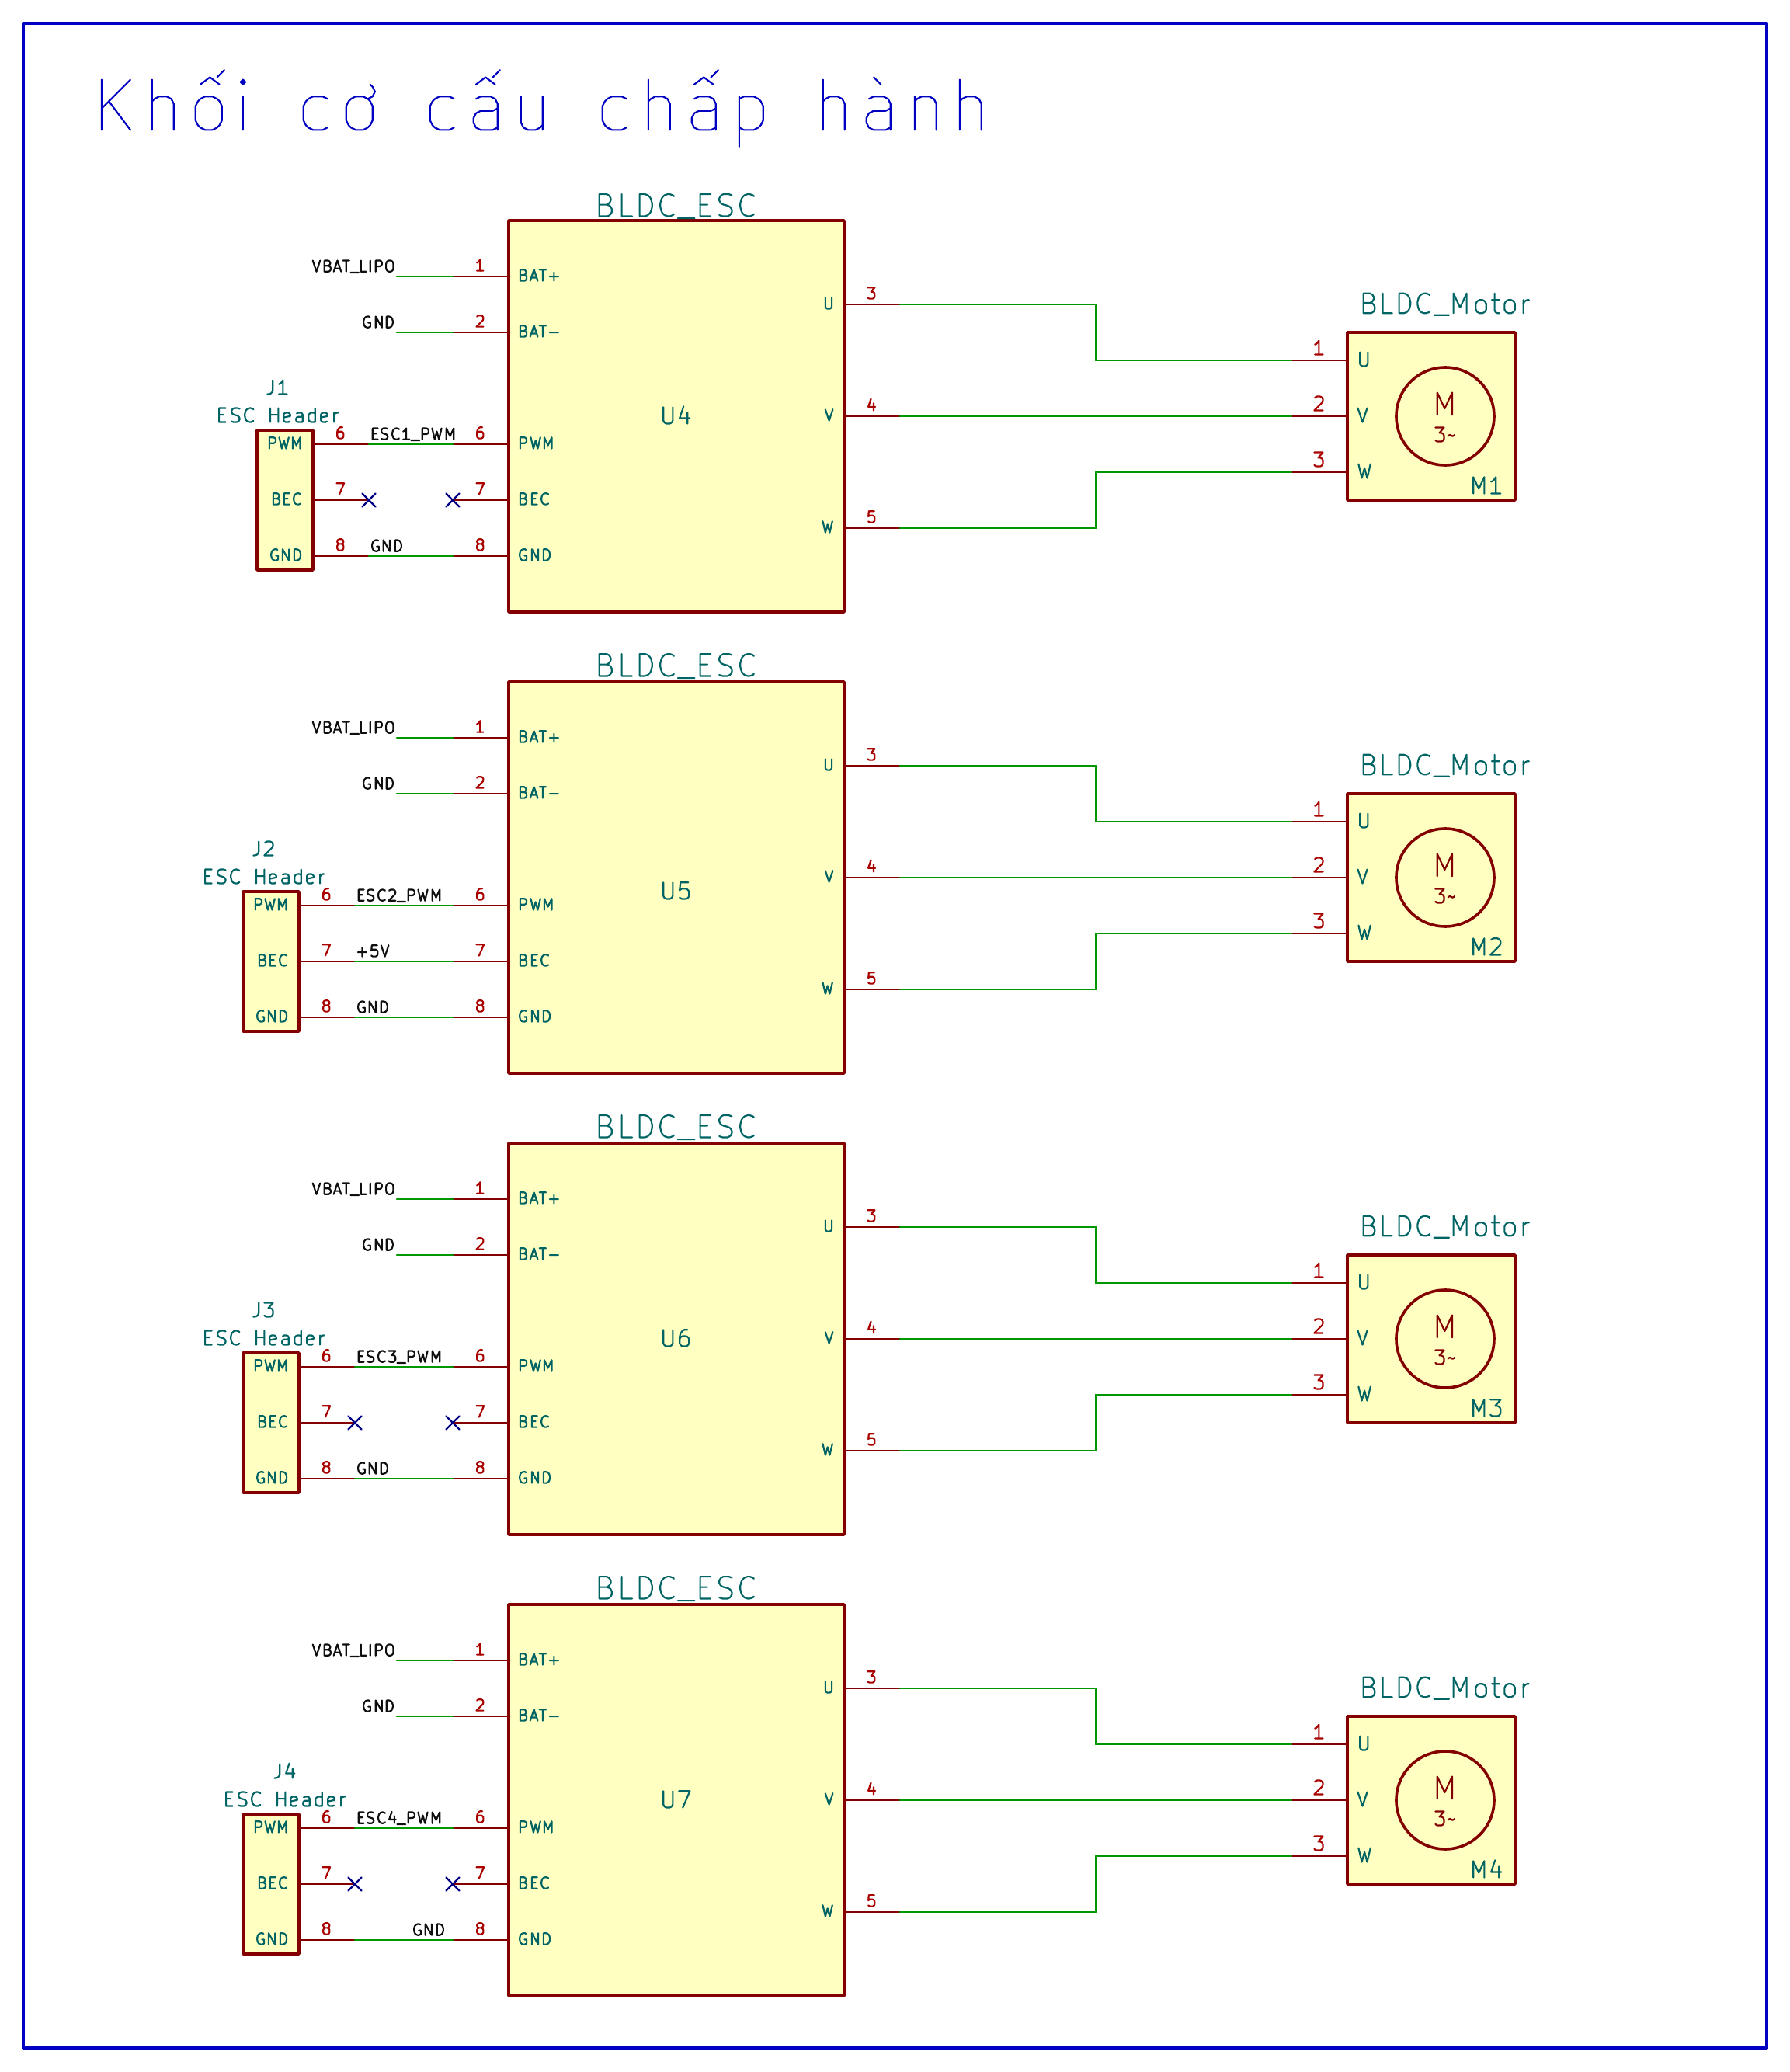 Khối cơ cấu chấp hành
BLDC_ESC
VBAT_LIPO 1 BAT+
U 3
BLDC_Motor
GND 2 BAT-
1 U
J1
ESC Header
U4
V 4
2 V
M
3~
PWM 6 ESC1_PWM 6 PWM
3 W
M1
BEC 7 7 BEC
W 5
GND 8 GND 8 GND
BLDC_ESC
VBAT_LIPO 1 BAT+
U 3
BLDC_Motor
GND 2 BAT-
1 U
J2
ESC Header
U5
V 4
2 V
M
3~
PWM 6 ESC2_PWM 6 PWM
3 W
M2
BEC 7 +5V 7 BEC
W 5
GND 8 GND 8 GND
BLDC_ESC
VBAT_LIPO 1 BAT+
U 3
BLDC_Motor
GND 2 BAT-
1 U
J3
ESC Header
U6
V 4
2 V
M
3~
PWM 6 ESC3_PWM 6 PWM
3 W
M3
BEC 7 7 BEC
W 5
GND 8 GND 8 GND
BLDC_ESC
VBAT_LIPO 1 BAT+
U 3
BLDC_Motor
GND 2 BAT-
1 U
J4
ESC Header
U7
V 4
2 V
M
3~
PWM 6 ESC4_PWM 6 PWM
3 W
M4
BEC 7 7 BEC
W 5
GND 8 GND 8 GND